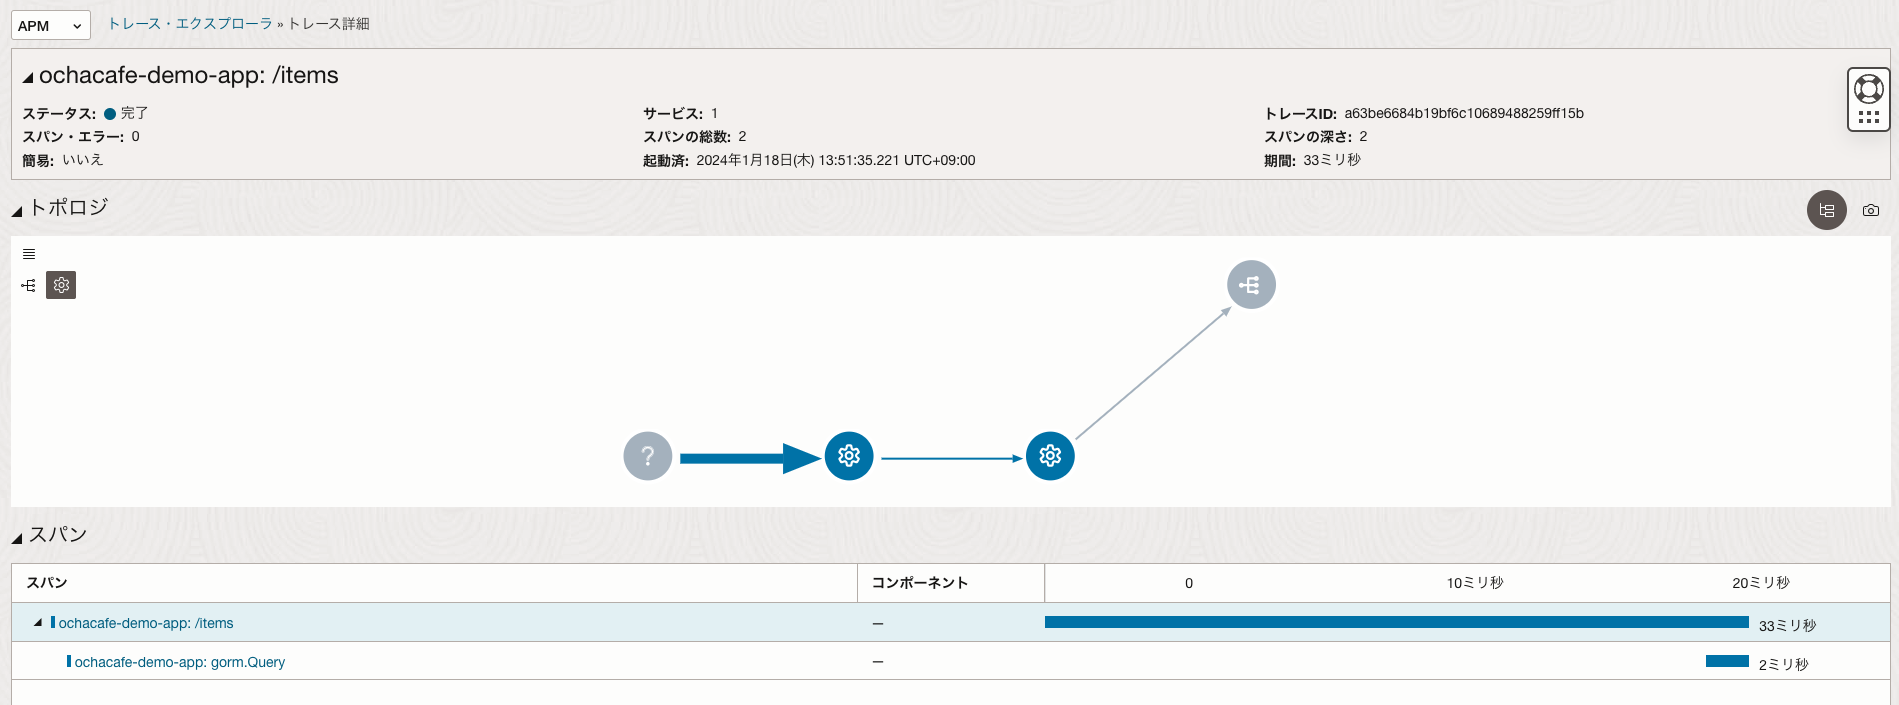 APM
トレース・エクスプローラ » トレース詳細
ochacafe-demo-app: /items
ステータス: 完了
サービス: 1
トレースID: a63be6684b19bf6c10689488259ff15b
スパン・エラー: 0
スパンの総数: 2
スパンの深さ: 2
簡易: いいえ
起動済: 2024年1月18日(木) 13:51:35.221 UTC+09:00
期間: 33ミリ秒
トポロジ
?
スパン
スパン コンポーネント 0 10ミリ秒 20ミリ秒
ochacafe-demo-app: /items — 33ミリ秒
ochacafe-demo-app: gorm.Query — 2ミリ秒